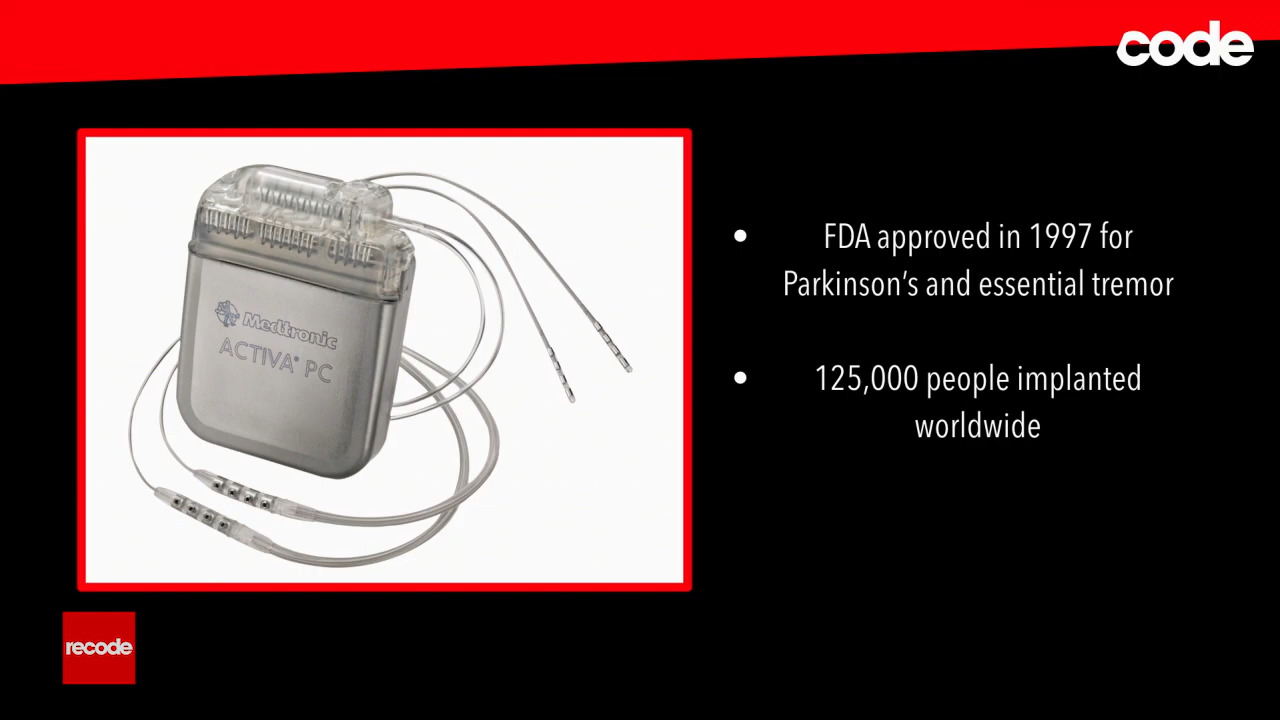 code
Medtronic
ACTIVA® PC
• FDA approved in 1997 for
Parkinson’s and essential tremor
• 125,000 people implanted
worldwide
recode